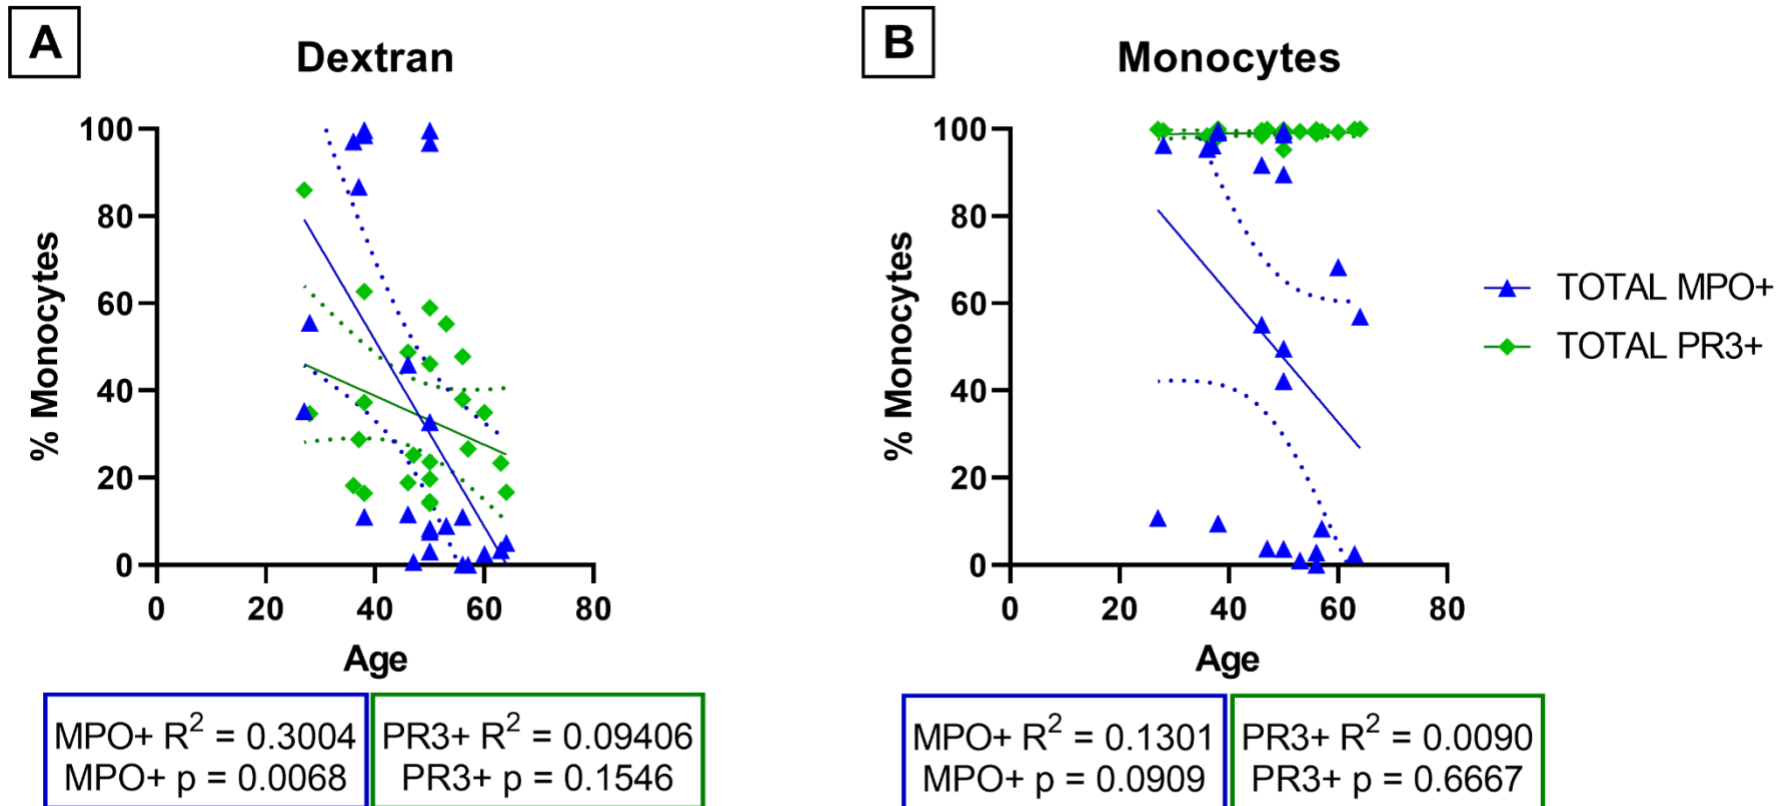 A
Dextran
% Monocytes
100
80
60
40
20
0
0 20 40 60 80
Age
MPO+ R² = 0.3004
MPO+ p = 0.0068
PR3+ R² = 0.09406
PR3+ p = 0.1546
B
Monocytes
% Monocytes
100
80
60
40
20
0
0 20 40 60 80
Age
MPO+ R² = 0.1301
MPO+ p = 0.0909
PR3+ R² = 0.0090
PR3+ p = 0.6667
TOTAL MPO+
TOTAL PR3+